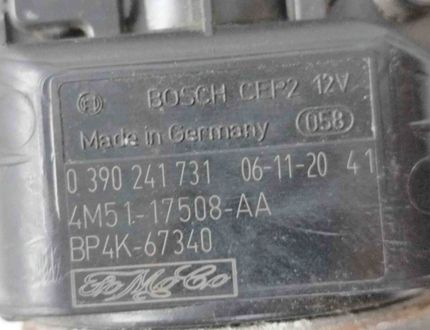 BOSCH CEP2 12V
Made in Germany 058
0 390 241 731 06-11-20 41
4M51-17508-AA
BP4K-67340
FoMoCo